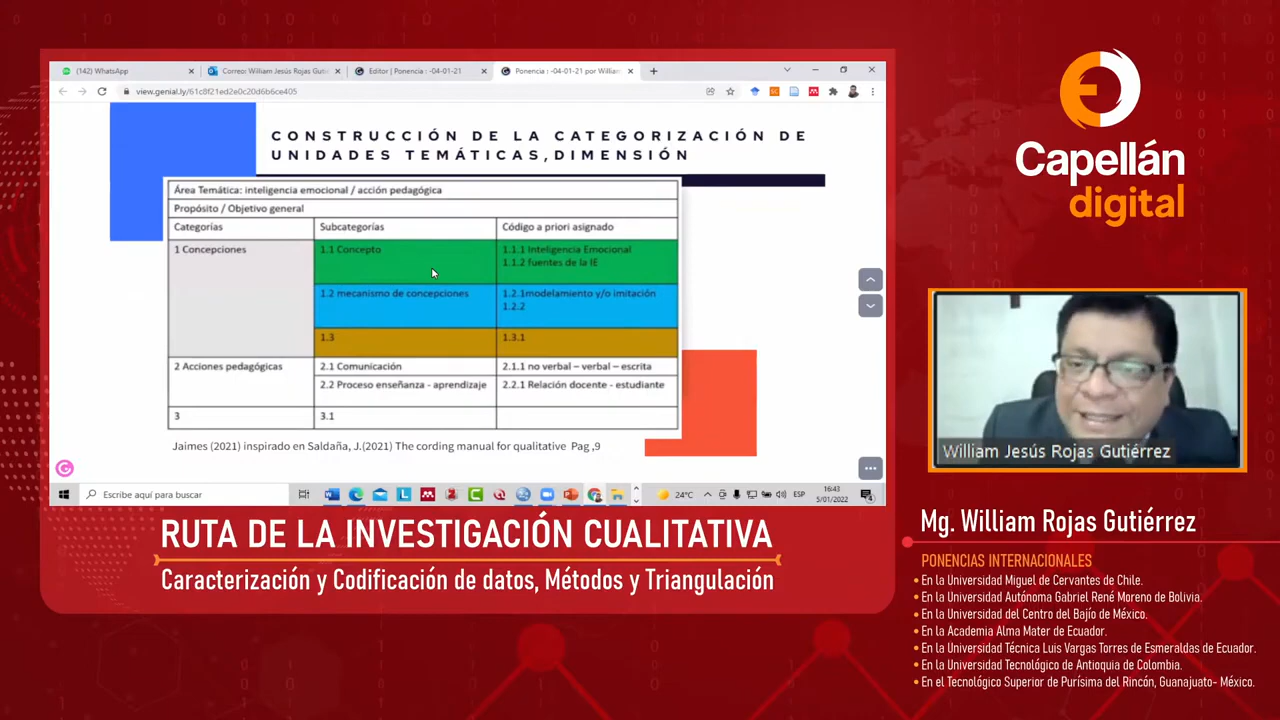 (142) WhatsApp
Correo: William Jesús Rojas Guti
Editor | Ponencia : -04-01-21
Ponencia : -04-01-21 por William
view.genial.ly/61c8f21ed2e0c20d6b6ce405
CONSTRUCCIÓN DE LA CATEGORIZACIÓN DE
UNIDADES TEMÁTICAS,DIMENSIÓN
Área Temática: inteligencia emocional / acción pedagógica
Propósito / Objetivo general
Categorías
Subcategorías
Código a priori asignado
1 Concepciones
1.1 Concepto
1.1.1 Inteligencia Emocional
1.1.2 fuentes de la IE
1.2 mecanismo de concepciones
1.2.1modelamiento y/o imitación
1.2.2
1.3
1.3.1
2 Acciones pedagógicas
2.1 Comunicación
2.1.1 no verbal – verbal – escrita
2.2 Proceso enseñanza - aprendizaje
2.2.1 Relación docente - estudiante
3
3.1
Jaimes (2021) inspirado en Saldaña, J.(2021) The cording manual for qualitative Pag ,9
Escribe aquí para buscar
24°C
ESP
16:43
5/01/2022
RUTA DE LA INVESTIGACIÓN CUALITATIVA
Caracterización y Codificación de datos, Métodos y Triangulación
Capellán
digital
William Jesús Rojas Gutiérrez
Mg. William Rojas Gutiérrez
PONENCIAS INTERNACIONALES
• En la Universidad Miguel de Cervantes de Chile.
• En la Universidad Autónoma Gabriel René Moreno de Bolivia.
• En la Universidad del Centro del Bajío de México.
• En la Academia Alma Mater de Ecuador.
• En la Universidad Técnica Luis Vargas Torres de Esmeraldas de Ecuador.
• En la Universidad Tecnológico de Antioquia de Colombia.
• En el Tecnológico Superior de Purísima del Rincón, Guanajuato- México.